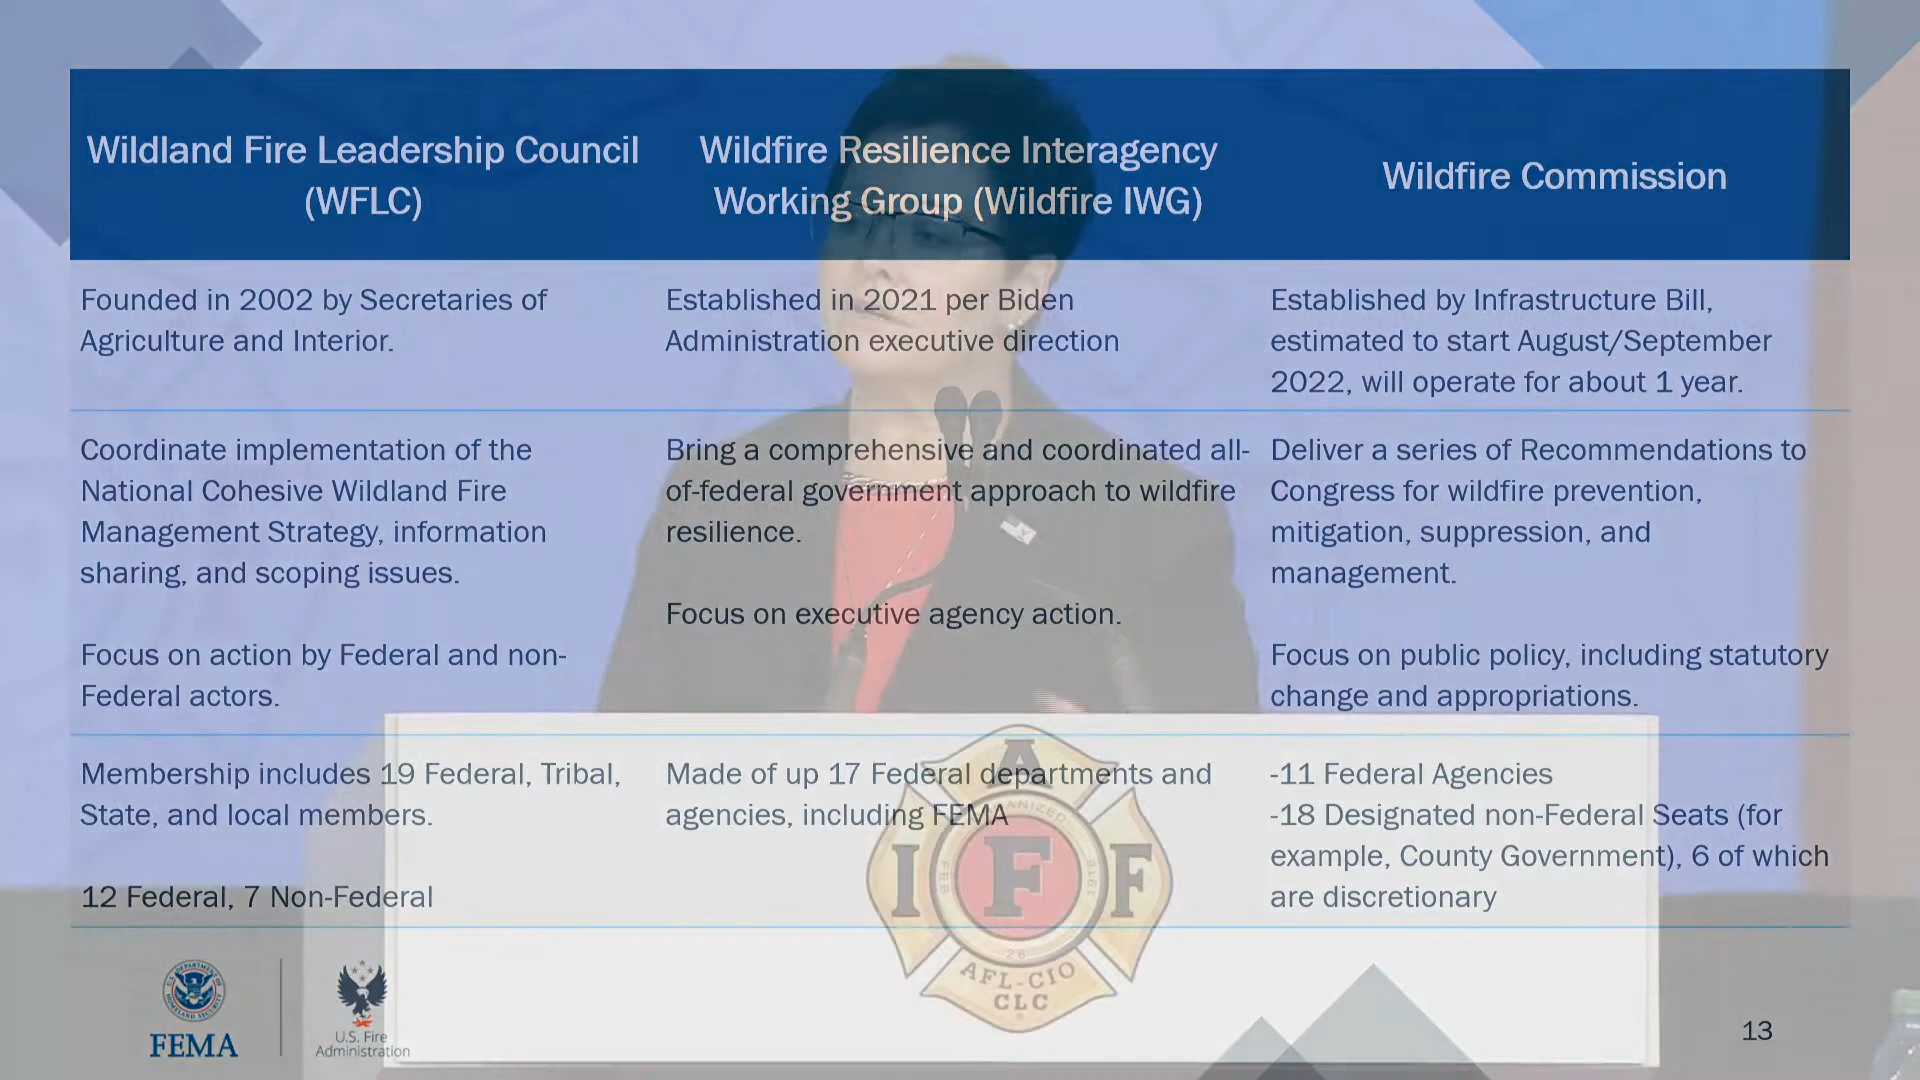 Wildland Fire Leadership Council
(WFLC)
Wildfire Resilience Interagency
Working Group (Wildfire IWG)
Wildfire Commission
Founded in 2002 by Secretaries of
Agriculture and Interior.
Established in 2021 per Biden
Administration executive direction
Established by Infrastructure Bill,
estimated to start August/September
2022, will operate for about 1 year.
Coordinate implementation of the
National Cohesive Wildland Fire
Management Strategy, information
sharing, and scoping issues.
Focus on action by Federal and non-
Federal actors.
Bring a comprehensive and coordinated all-
of-federal government approach to wildfire
resilience.
Focus on executive agency action.
Deliver a series of Recommendations to
Congress for wildfire prevention,
mitigation, suppression, and
management.
Focus on public policy, including statutory
change and appropriations.
Membership includes 19 Federal, Tribal,
State, and local members.
12 Federal, 7 Non-Federal
Made of up 17 Federal departments and
agencies, including FEMA
-11 Federal Agencies
-18 Designated non-Federal Seats (for
example, County Government), 6 of which
are discretionary
A
I F F
28
AFL-CIO
CLC
FEMA
U.S. Fire
Administration
13